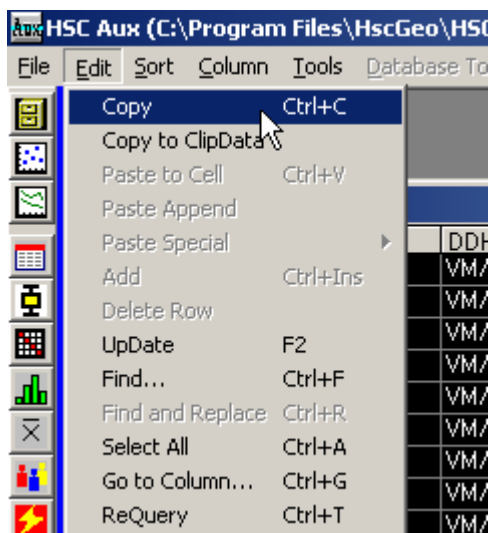 Aux HSC Aux (C:\Program Files\HscGeo\HSC
File Edit Sort Column Tools Database To
Copy Ctrl+C
Copy to ClipData
Paste to Cell Ctrl+V
Paste Append
Paste Special
Add Ctrl+Ins
Delete Row
UpDate F2
Find... Ctrl+F
Find and Replace Ctrl+R
Select All Ctrl+A
Go to Column... Ctrl+G
ReQuery Ctrl+T
DDH
VM/
VM/
VM/
VM/
VM/
VM/
VM/
VM/
VM/